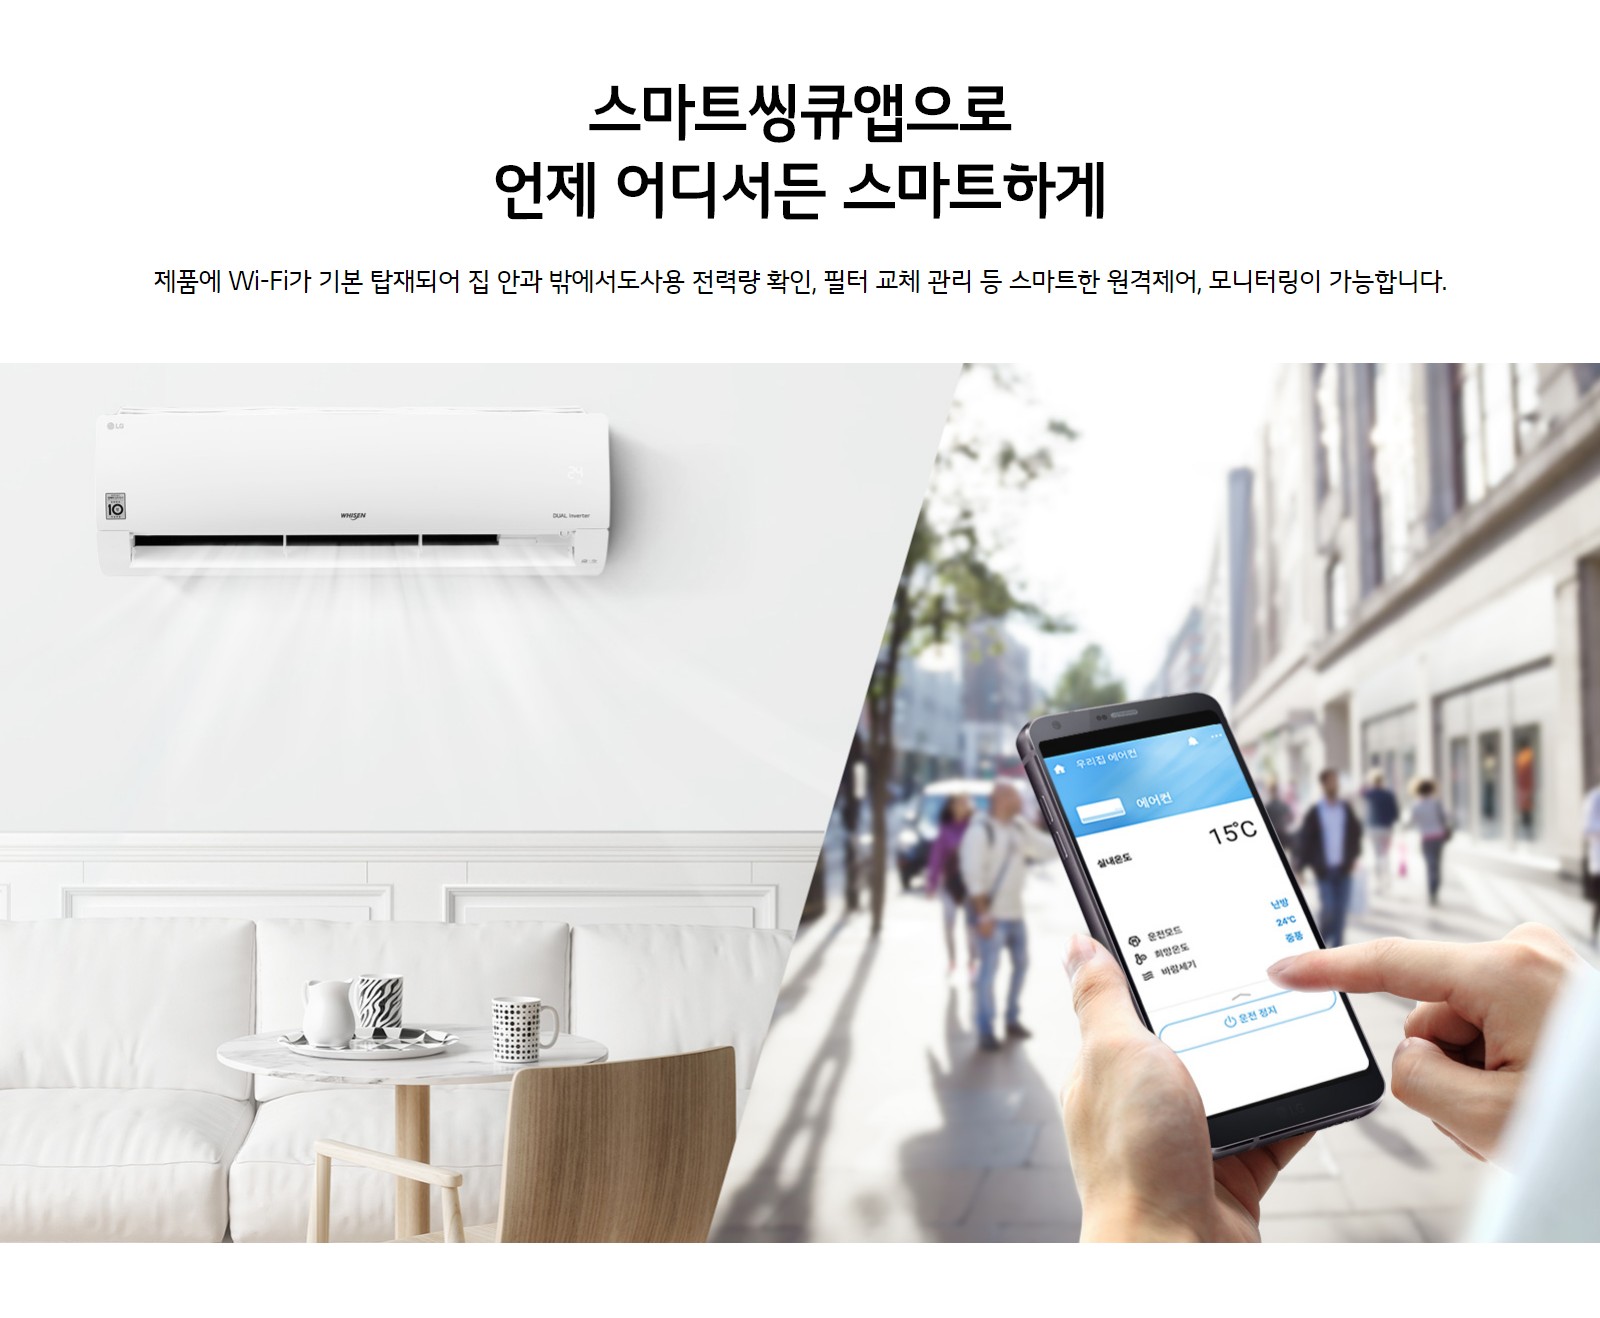 스마트씽큐앱으로
언제 어디서든 스마트하게
제품에 Wi-Fi가 기본 탑재되어 집 안과 밖에서도사용 전력량 확인, 필터 교체 관리 등 스마트한 원격제어, 모니터링이 가능합니다.
LG
10
WHISEN
DUAL Inverter
우리집 에어컨
에어컨
15℃
실내온도
운전모드 난방
희망온도 24℃
바람세기 중풍
운전 정지